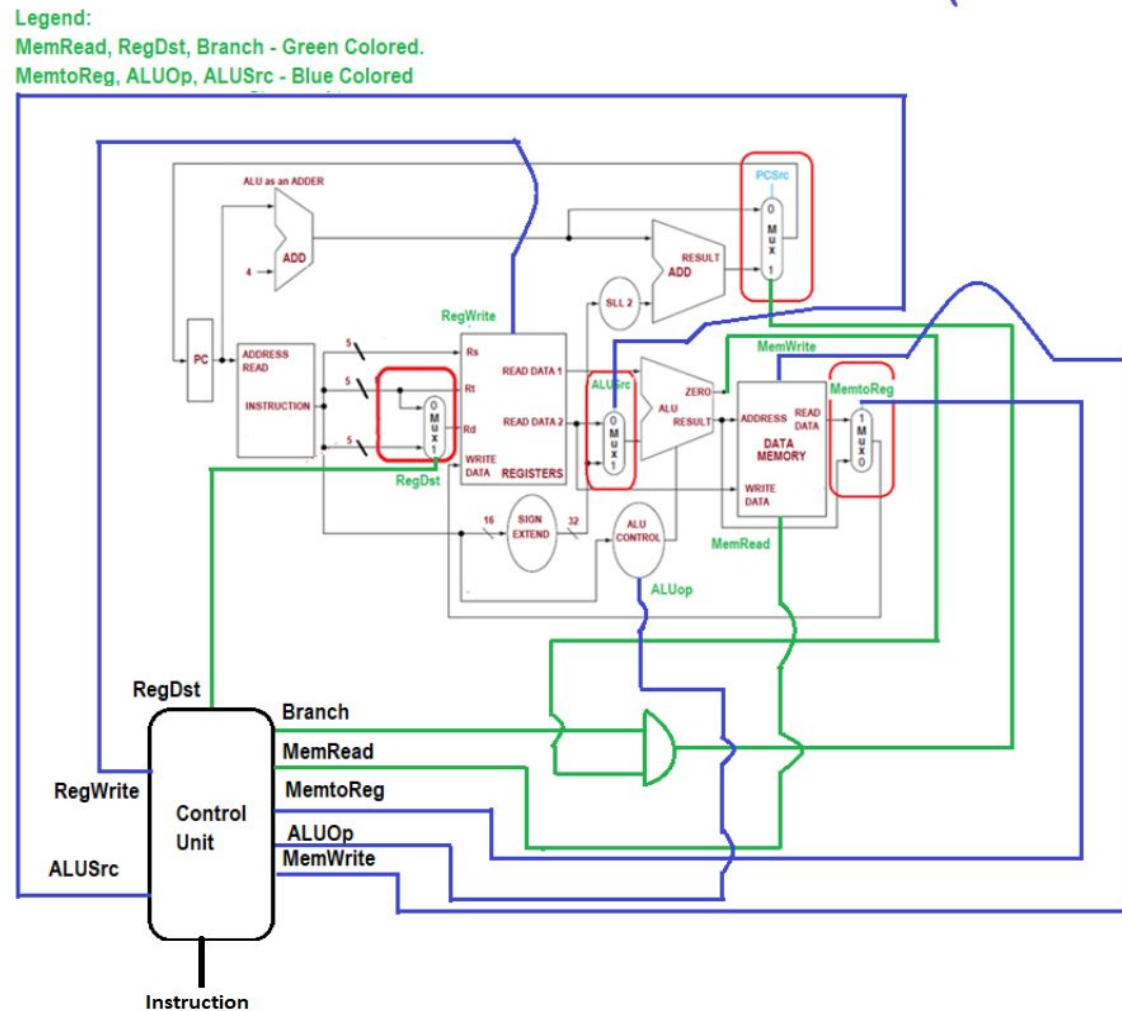 Legend:
MemRead, RegDst, Branch - Green Colored.
MemtoReg, ALUOp, ALUSrc - Blue Colored
ALU as an ADDER
ADD
4
PCSrc
0
Mux
1
RESULT
ADD
SLL 2
RegWrite
MemWrite
PC
ADDRESS
READ
INSTRUCTION
5
5
5
0
Mux
1
RegDst
Rs
Rt
Rd
WRITE
DATA
READ DATA 1
READ DATA 2
REGISTERS
ALUSrc
0
Mux
1
ZERO
ALU
RESULT
ADDRESS
READ
DATA
DATA
MEMORY
WRITE
DATA
MemtoReg
1
Mux
0
16
SIGN
EXTEND
32
ALU
CONTROL
MemRead
ALUop
RegDst
Branch
MemRead
MemtoReg
ALUOp
MemWrite
RegWrite
ALUSrc
Control
Unit
Instruction